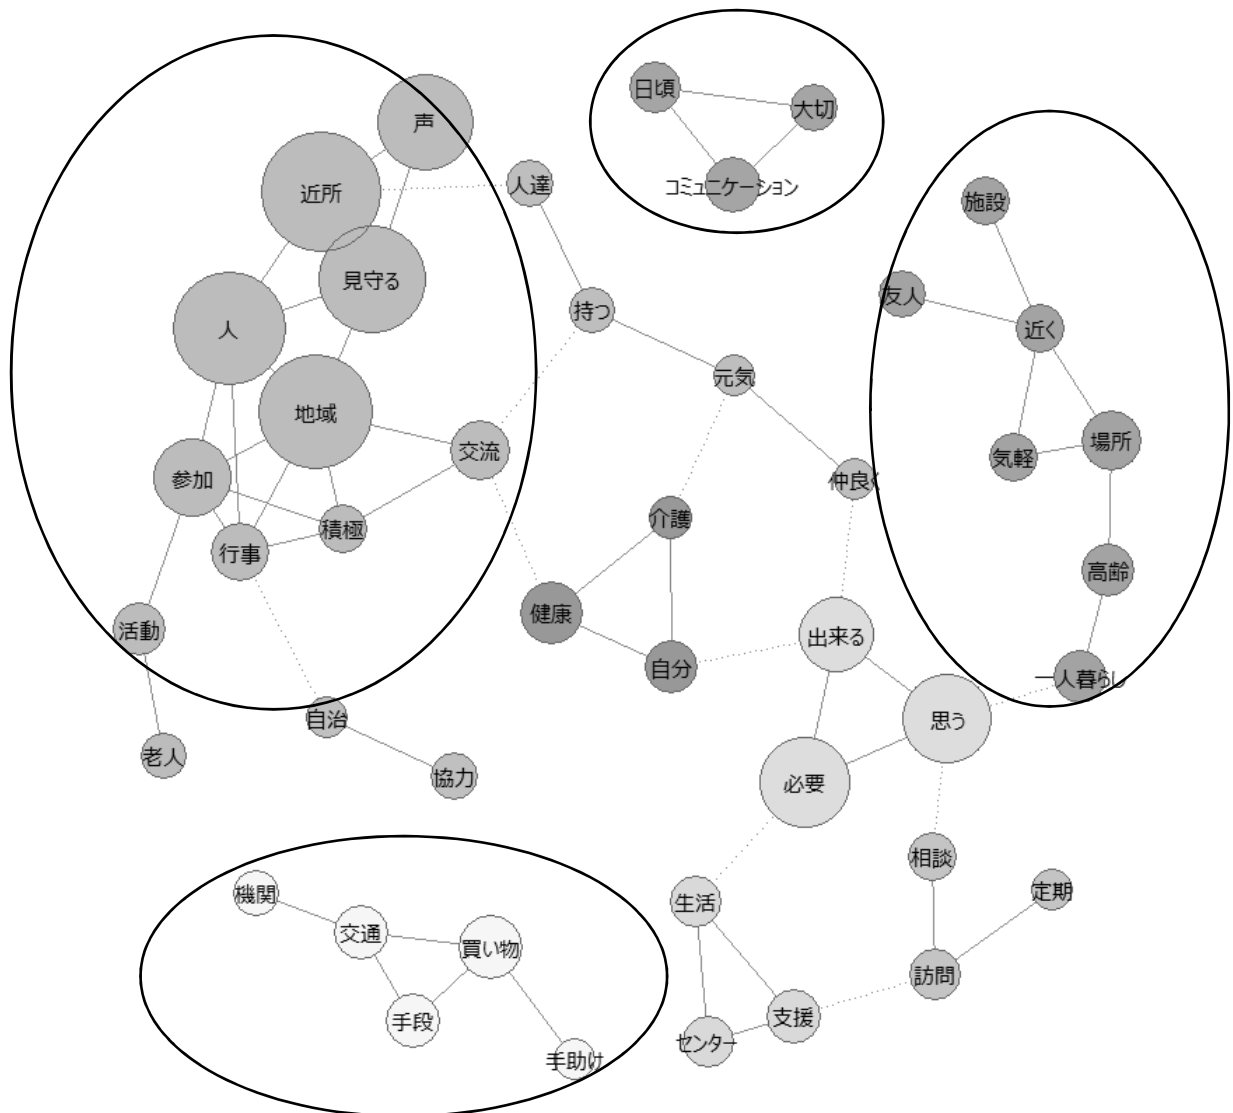 声
近所
人達
見守る
人
地域
交流
参加
積極
行事
活動
老人
自治
協力
日頃
大切
コミュニケーション
持つ
元気
仲良く
介護
健康
自分
出来る
思う
必要
施設
友人
近く
気軽
場所
高齢
一人暮らし
機関
交通
買い物
手段
手助け
生活
センター
支援
相談
定期
訪問